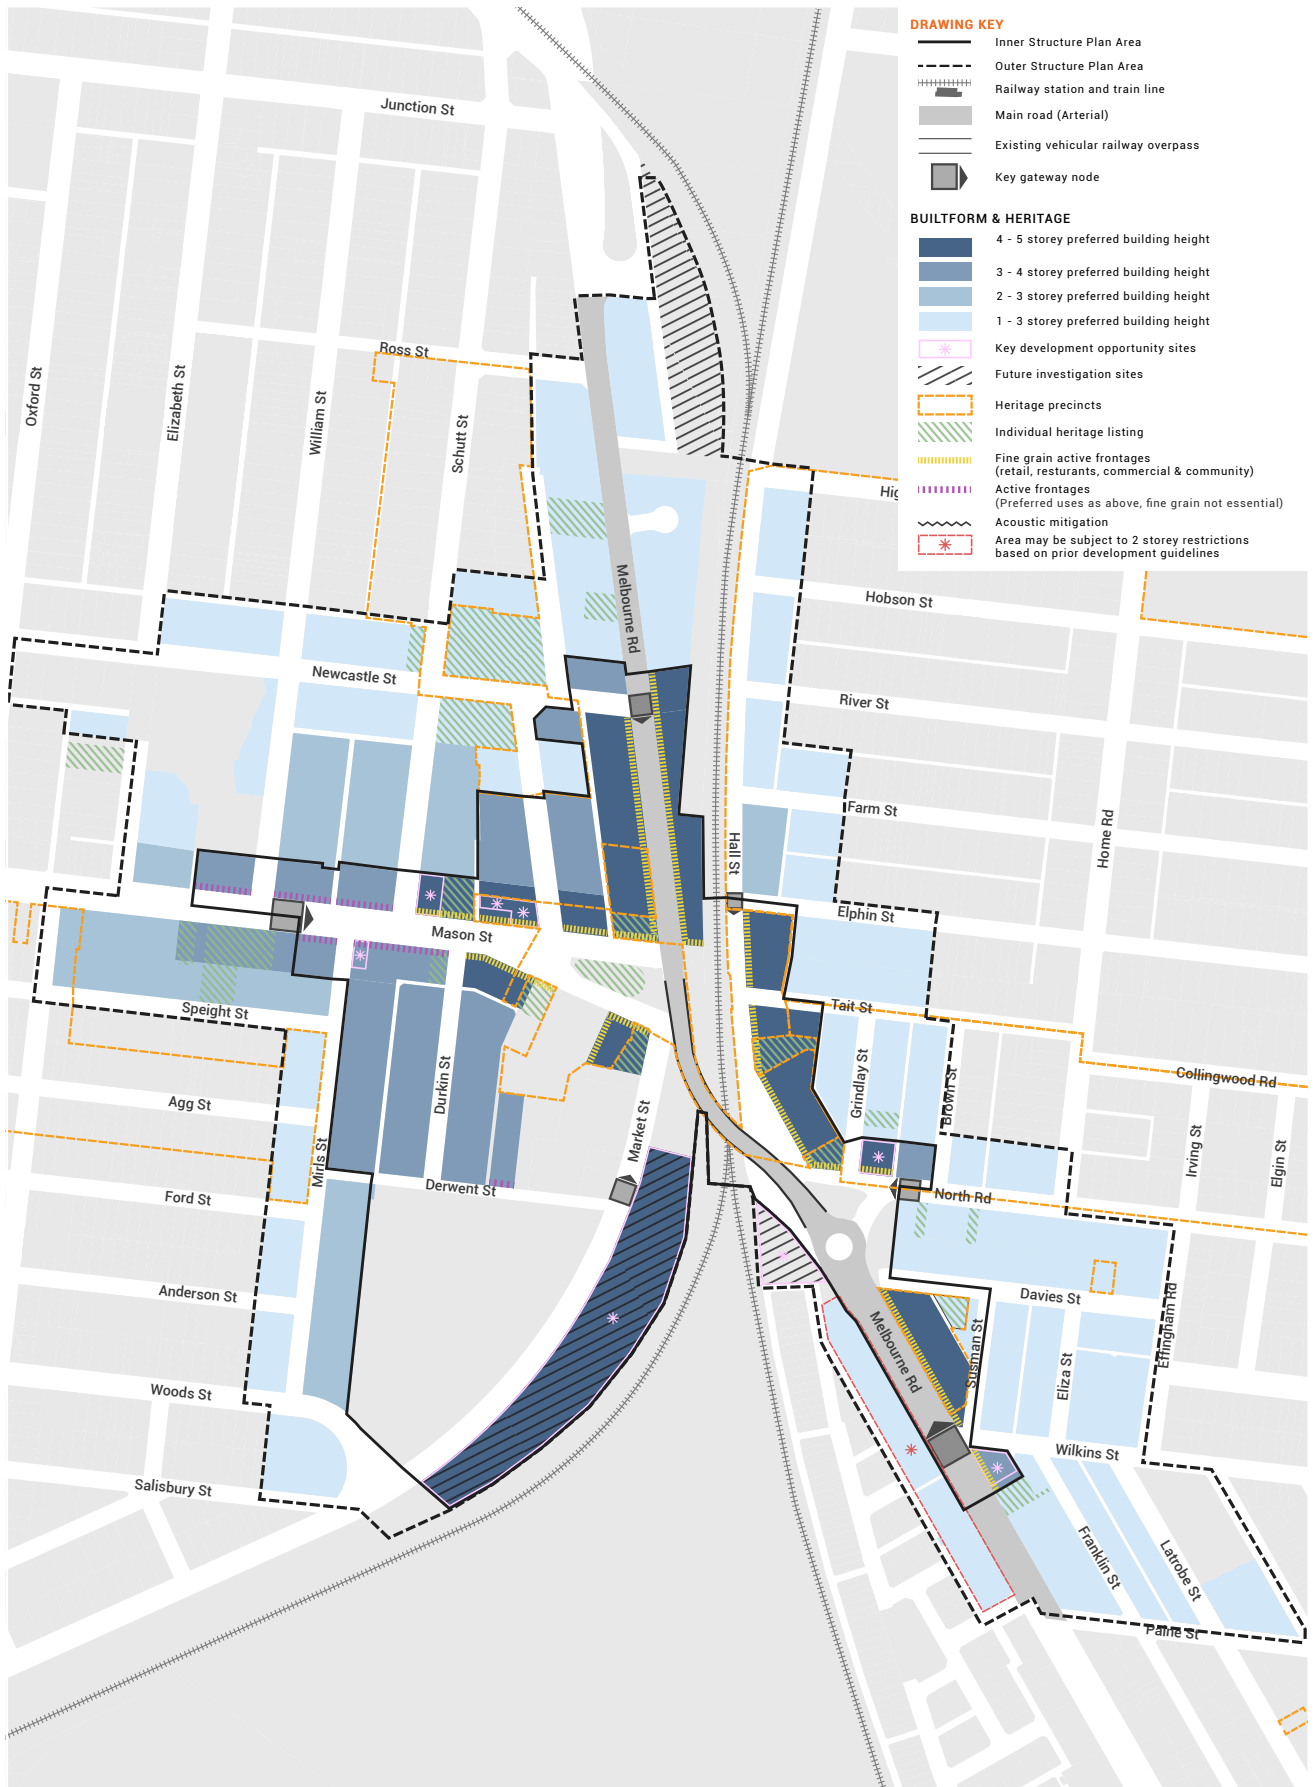 DRAWING KEY
Inner Structure Plan Area
Outer Structure Plan Area
Railway station and train line
Main road (Arterial)
Existing vehicular railway overpass
Key gateway node
BUILTFORM & HERITAGE
4 - 5 storey preferred building height
3 - 4 storey preferred building height
2 - 3 storey preferred building height
1 - 3 storey preferred building height
Key development opportunity sites
Future investigation sites
Heritage precincts
Individual heritage listing
Fine grain active frontages
(retail, resturants, commercial & community)
Active frontages
(Preferred uses as above, fine grain not essential)
Acoustic mitigation
Area may be subject to 2 storey restrictions
based on prior development guidelines
Junction St
Ross St
Oxford St
Elizabeth St
William St
Schutt St
Hig
Melbourne Rd
Hobson St
Newcastle St
River St
Farm St
Home Rd
Hall St
Elphin St
Mason St
Speight St
Tait St
Durkin St
Grindlay St
Brown St
Collingwood Rd
Agg St
Market St
Mirls St
Irving St
Elgin St
Ford St
Derwent St
North Rd
Anderson St
Davies St
Effingham Rd
Melbourne Rd
Susman St
Eliza St
Woods St
Wilkins St
Salisbury St
Franklin St
Latrobe St
Paine St